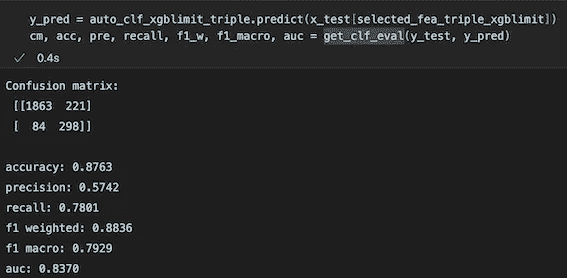 y_pred = auto_clf_xgblimit_triple.predict(x_test[selected_fea_triple_xgblimit])
cm, acc, pre, recall, f1_w, f1_macro, auc = get_clf_eval(y_test, y_pred)
✓ 0.4s
Confusion matrix:
[[1863 221]
[ 84 298]]
accuracy: 0.8763
precision: 0.5742
recall: 0.7801
f1 weighted: 0.8836
f1 macro: 0.7929
auc: 0.8370